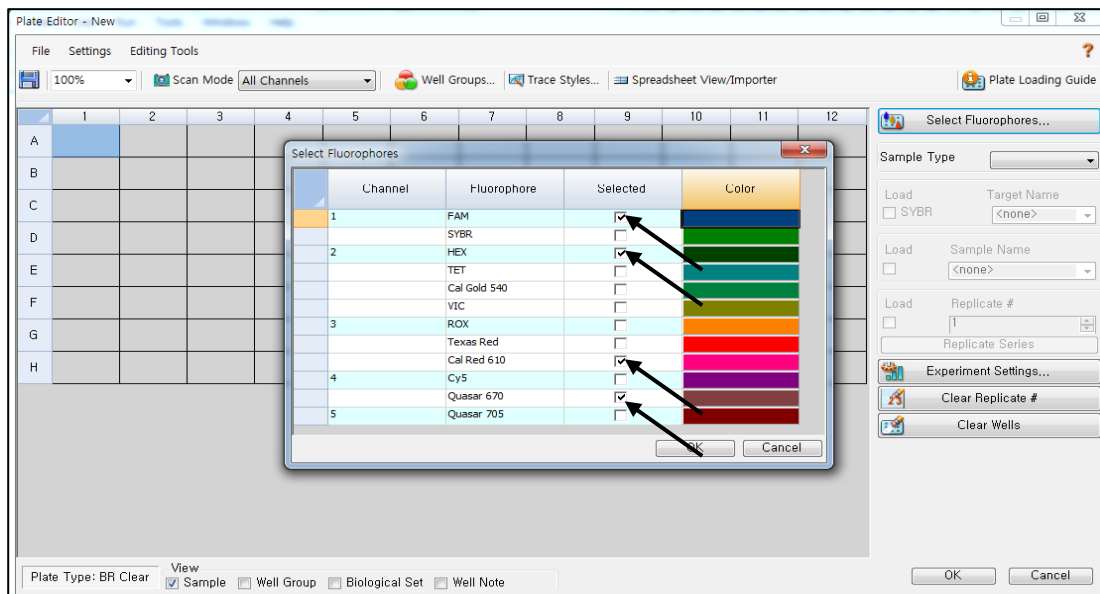 Plate Editor - New
File Settings Editing Tools ?
100% Scan Mode All Channels Well Groups... Trace Styles... Spreadsheet View/Importer Plate Loading Guide
1 2 3 4 5 6 7 8 9 10 11 12
A
B
C
D
E
F
G
H
Select Fluorophores
Channel Fluorophore Selected Color
1 FAM
SYBR
2 HEX
TET
Cal Gold 540
VIC
3 ROX
Texas Red
Cal Red 610
4 Cy5
Quasar 670
5 Quasar 705
OK Cancel
Select Fluorophores...
Sample Type
Load Target Name
SYBR <none>
Load Sample Name
<none>
Load Replicate #
1
Replicate Series
Experiment Settings...
Clear Replicate #
Clear Wells
Plate Type: BR Clear
View
Sample Well Group Biological Set Well Note
OK Cancel